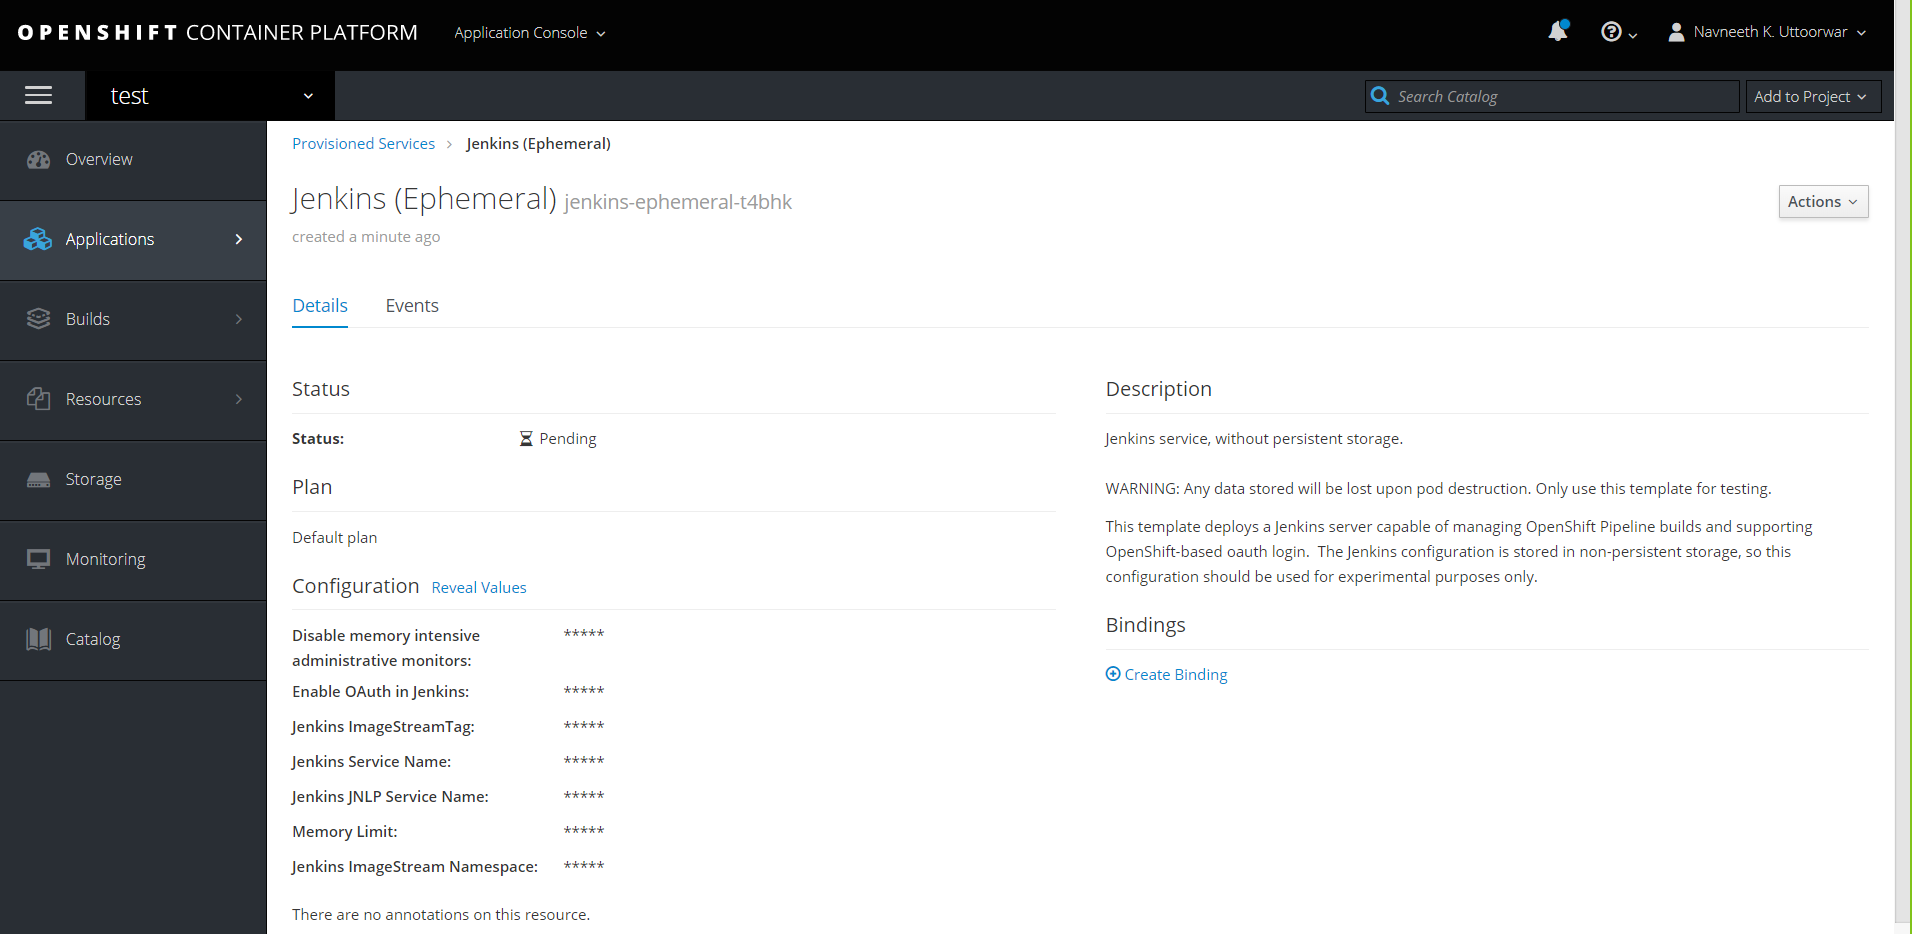 OPENSHIFT CONTAINER PLATFORM
Application Console
Navneeth K. Uttoorwar
test
Search Catalog
Add to Project
Overview
Applications
Builds
Resources
Storage
Monitoring
Catalog
Provisioned Services
Jenkins (Ephemeral)
Jenkins (Ephemeral) jenkins-ephemeral-t4bhk
created a minute ago
Actions
Details
Events
Status
Status: Pending
Plan
Default plan
Configuration Reveal Values
Disable memory intensive administrative monitors: *****
Enable OAuth in Jenkins: *****
Jenkins ImageStreamTag: *****
Jenkins Service Name: *****
Jenkins JNLP Service Name: *****
Memory Limit: *****
Jenkins ImageStream Namespace: *****
There are no annotations on this resource.
Description
Jenkins service, without persistent storage.
WARNING: Any data stored will be lost upon pod destruction. Only use this template for testing.
This template deploys a Jenkins server capable of managing OpenShift Pipeline builds and supporting
OpenShift-based oauth login.  The Jenkins configuration is stored in non-persistent storage, so this
configuration should be used for experimental purposes only.
Bindings
Create Binding